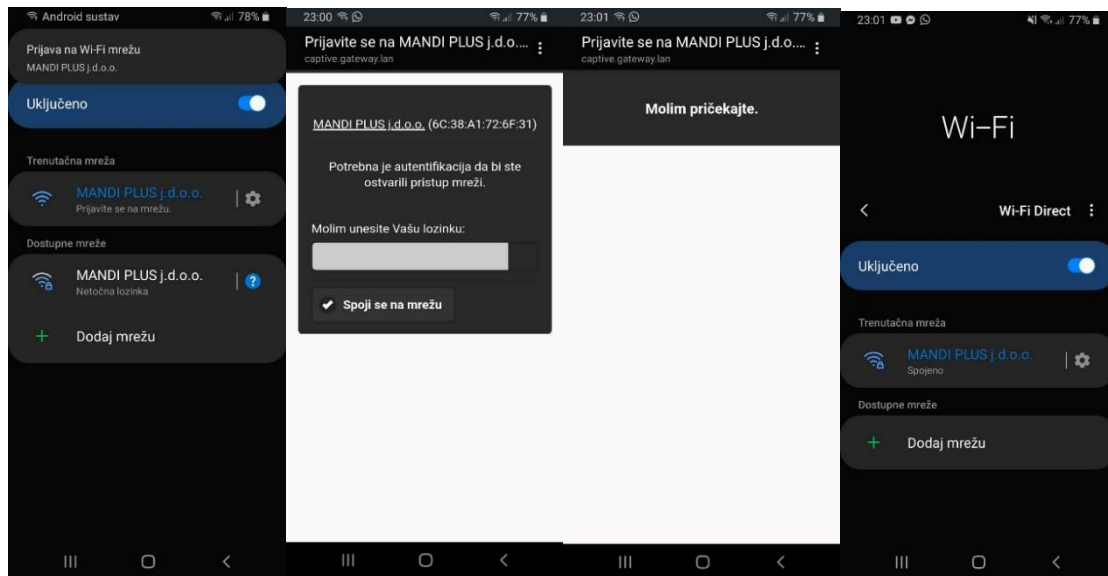 Android sustav 78%
Prijava na Wi-Fi mrežu
MANDI PLUS j.d.o.o.
Uključeno
Trenutačna mreža
MANDI PLUS j.d.o.o.
Prijavite se na mrežu.
Dostupne mreže
MANDI PLUS j.d.o.o.
Netočna lozinka
?
+ Dodaj mrežu
23:00 77%
Prijavite se na MANDI PLUS j.d.o....
captive.gateway.lan
MANDI PLUS j.d.o.o. (6C:38:A1:72:6F:31)
Potrebna je autentifikacija da bi ste
ostvarili pristup mreži.
Molim unesite Vašu lozinku:
Spoji se na mrežu
23:01 77%
Prijavite se na MANDI PLUS j.d.o....
captive.gateway.lan
Molim pričekajte.
23:01 77%
Wi-Fi
Wi-Fi Direct
Uključeno
Trenutačna mreža
MANDI PLUS j.d.o.o.
Spojeno
Dostupne mreže
+ Dodaj mrežu